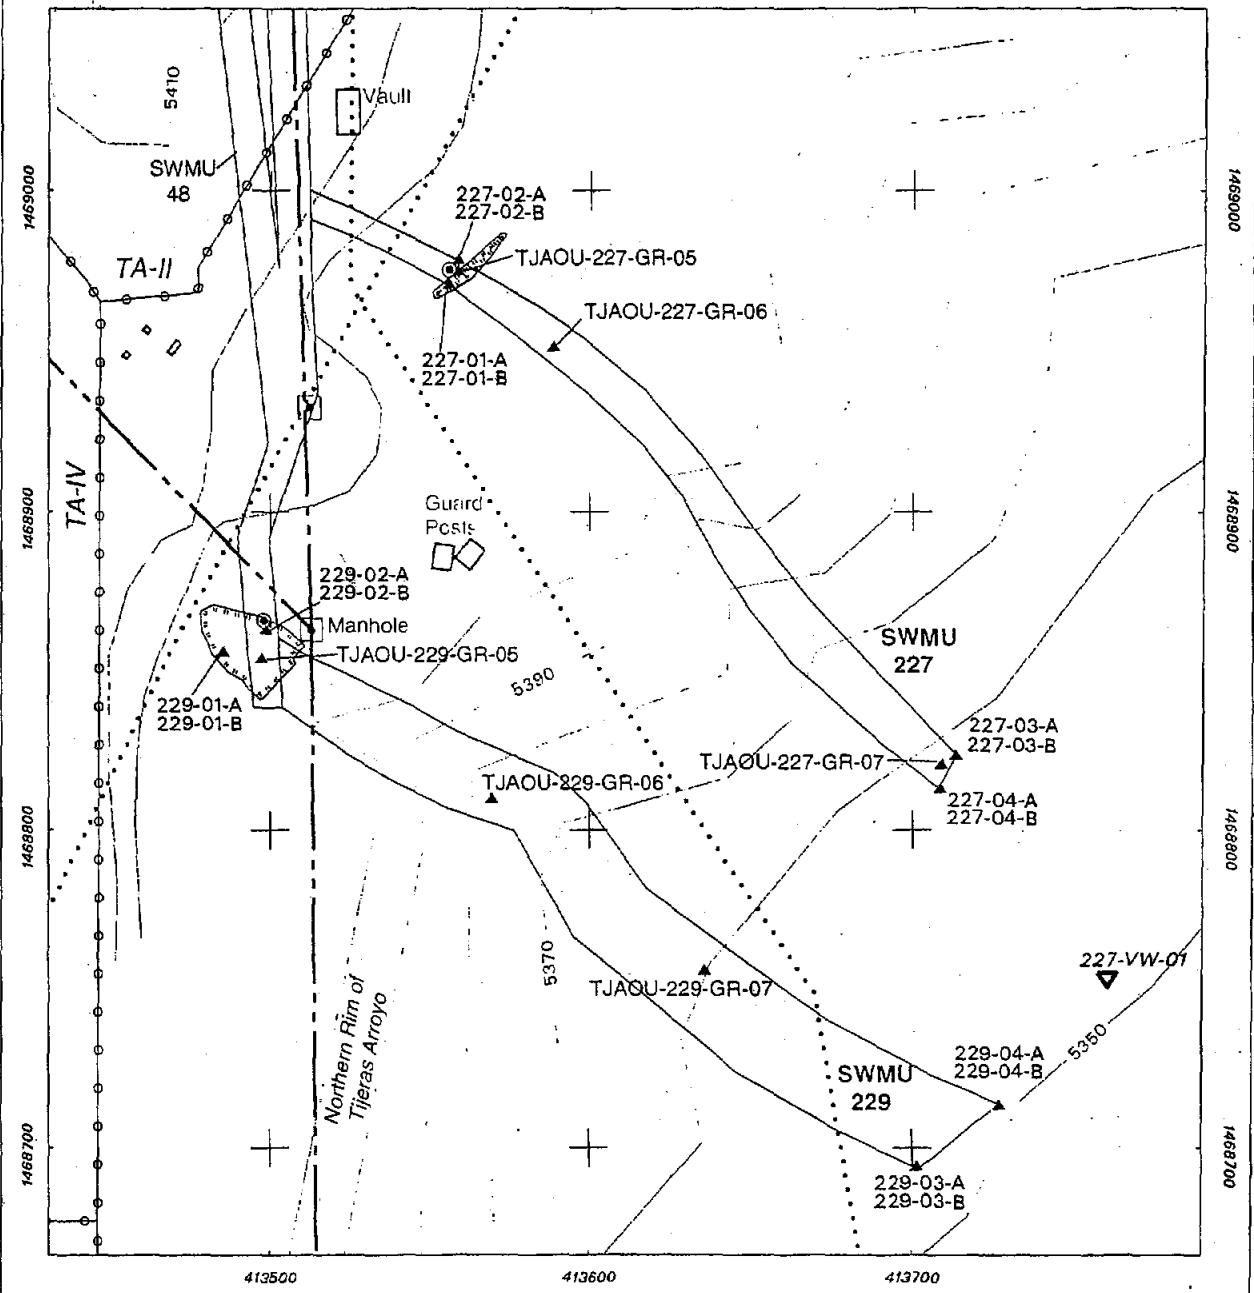 5410
Vault
SWMU
48
1469000
1469000
227-02-A
227-02-B
TA-II
TJAOU-227-GR-05
TJAOU-227-GR-06
227-01-A
227-01-B
TA-IV
1468900
1468900
Guard
Posts
229-02-A
229-02-B
Manhole
SWMU
227
TJAOU-229-GR-05
5390
229-01-A
229-01-B
227-03-A
227-03-B
TJAOU-227-GR-07
TJAOU-229-GR-06
227-04-A
227-04-B
1468800
1468800
5370
227-VW-01
TJAOU-229-GR-07
Northern Rim of
Tijeras Arroyo
5350
229-04-A
229-04-B
SWMU
229
1468700
1468700
229-03-A
229-03-B
413500
413600
413700